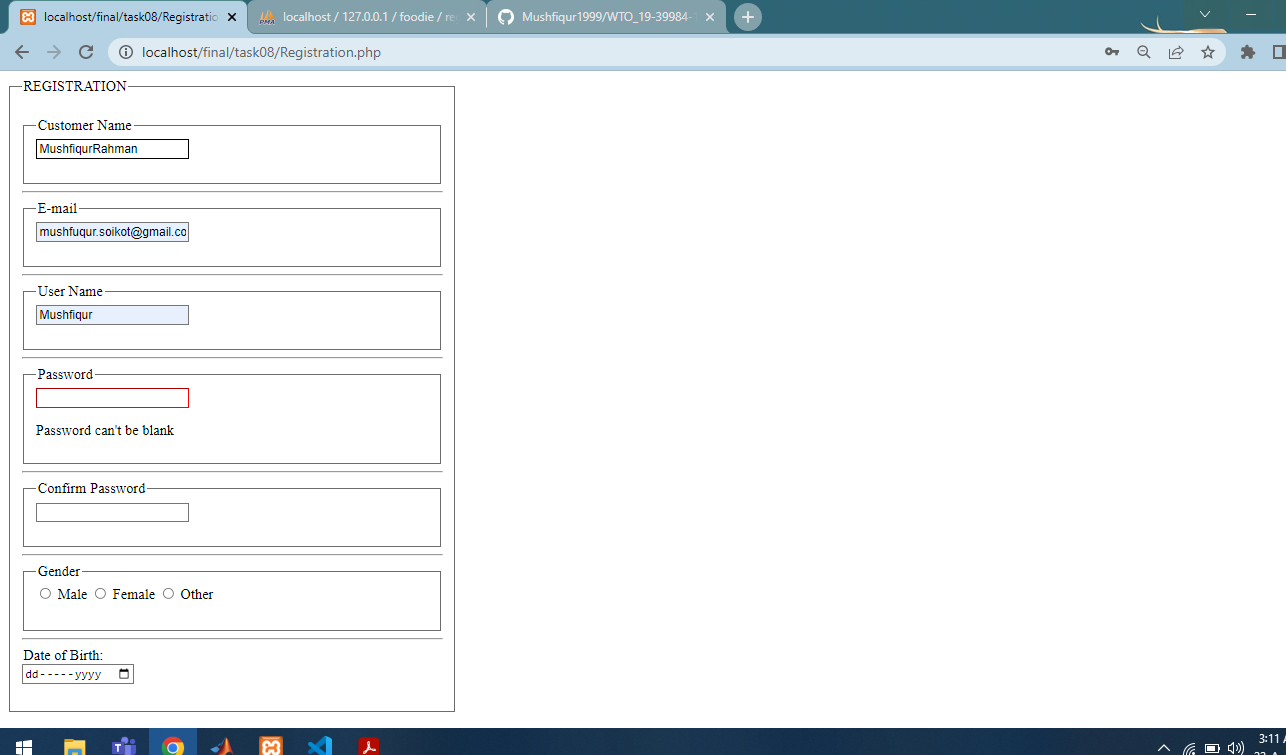 localhost/final/task08/Registratio
localhost / 127.0.0.1 / foodie / re
Mushfiqur1999/WTO_19-39984-1
localhost/final/task08/Registration.php
REGISTRATION
Customer Name
MushfiqurRahman
E-mail
mushfuqur.soikot@gmail.co
User Name
Mushfiqur
Password
Password can't be blank
Confirm Password
Gender
Male Female Other
Date of Birth:
dd-----yyyy
3:11